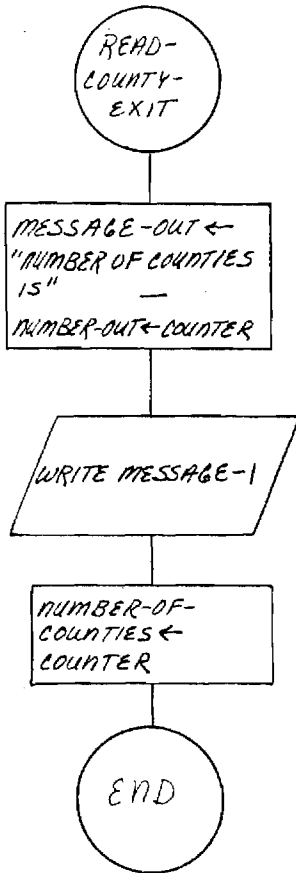 READ-
COUNTY-
EXIT
MESSAGE-OUT ←
"NUMBER OF COUNTIES
IS" —
NUMBER-OUT ← COUNTER
WRITE MESSAGE-1
NUMBER-OF-
COUNTIES ←
COUNTER
END